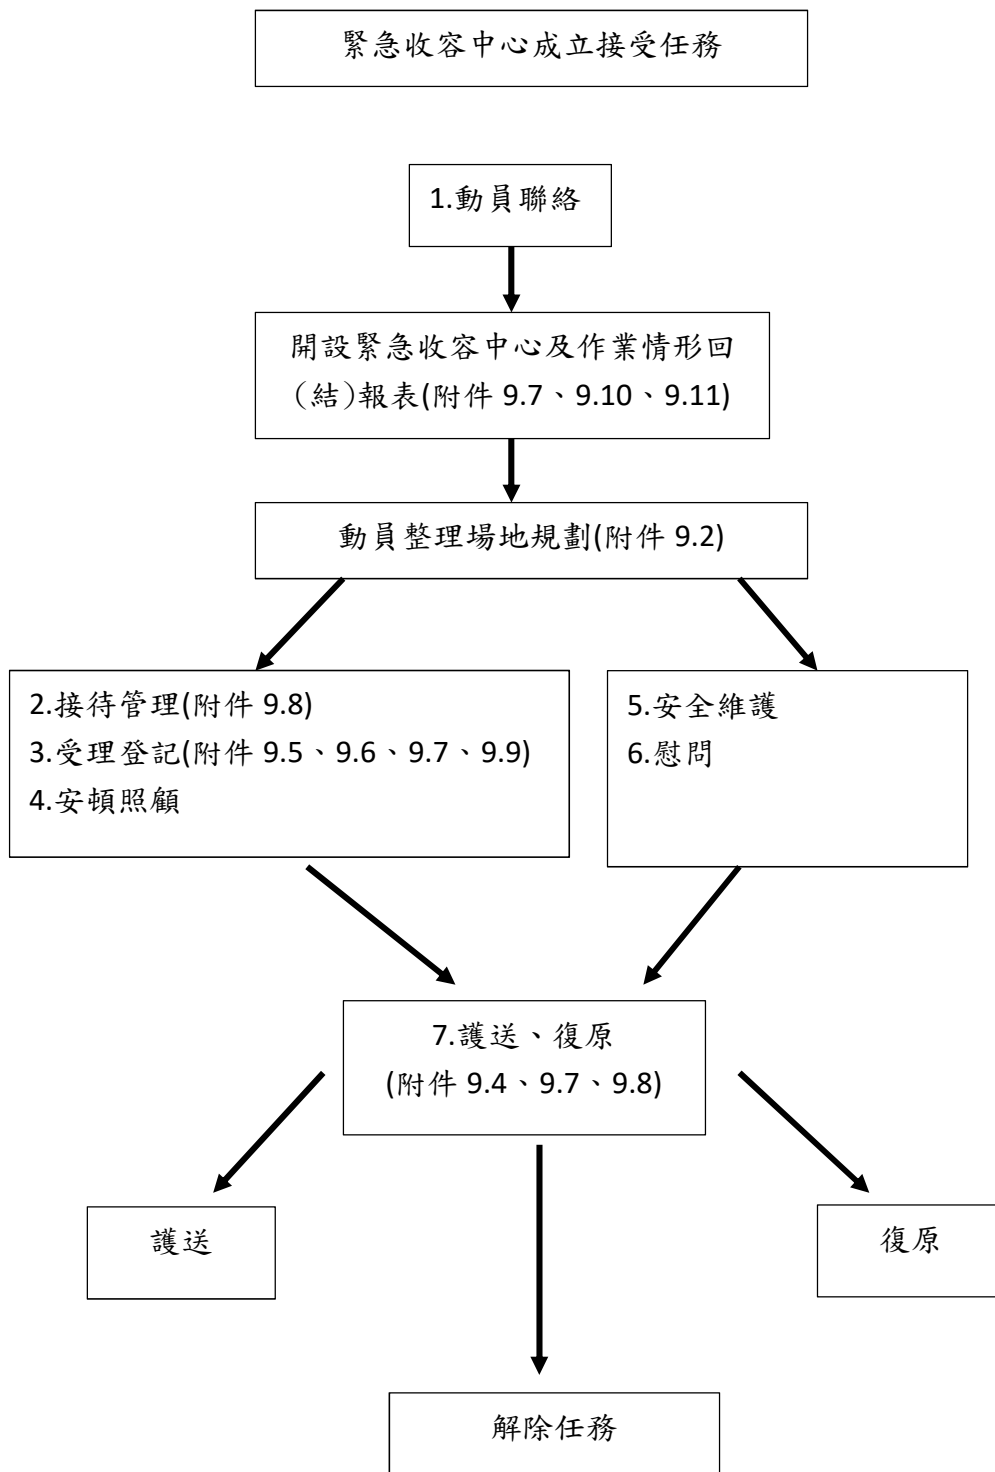 緊急收容中心成立接受任務
1.動員聯絡
開設緊急收容中心及作業情形回
(結)報表(附件 9.7、9.10、9.11)
動員整理場地規劃(附件 9.2)
2.接待管理(附件 9.8)
3.受理登記(附件 9.5、9.6、9.7、9.9)
4.安頓照顧
5.安全維護
6.慰問
7.護送、復原
(附件 9.4、9.7、9.8)
護送
復原
解除任務